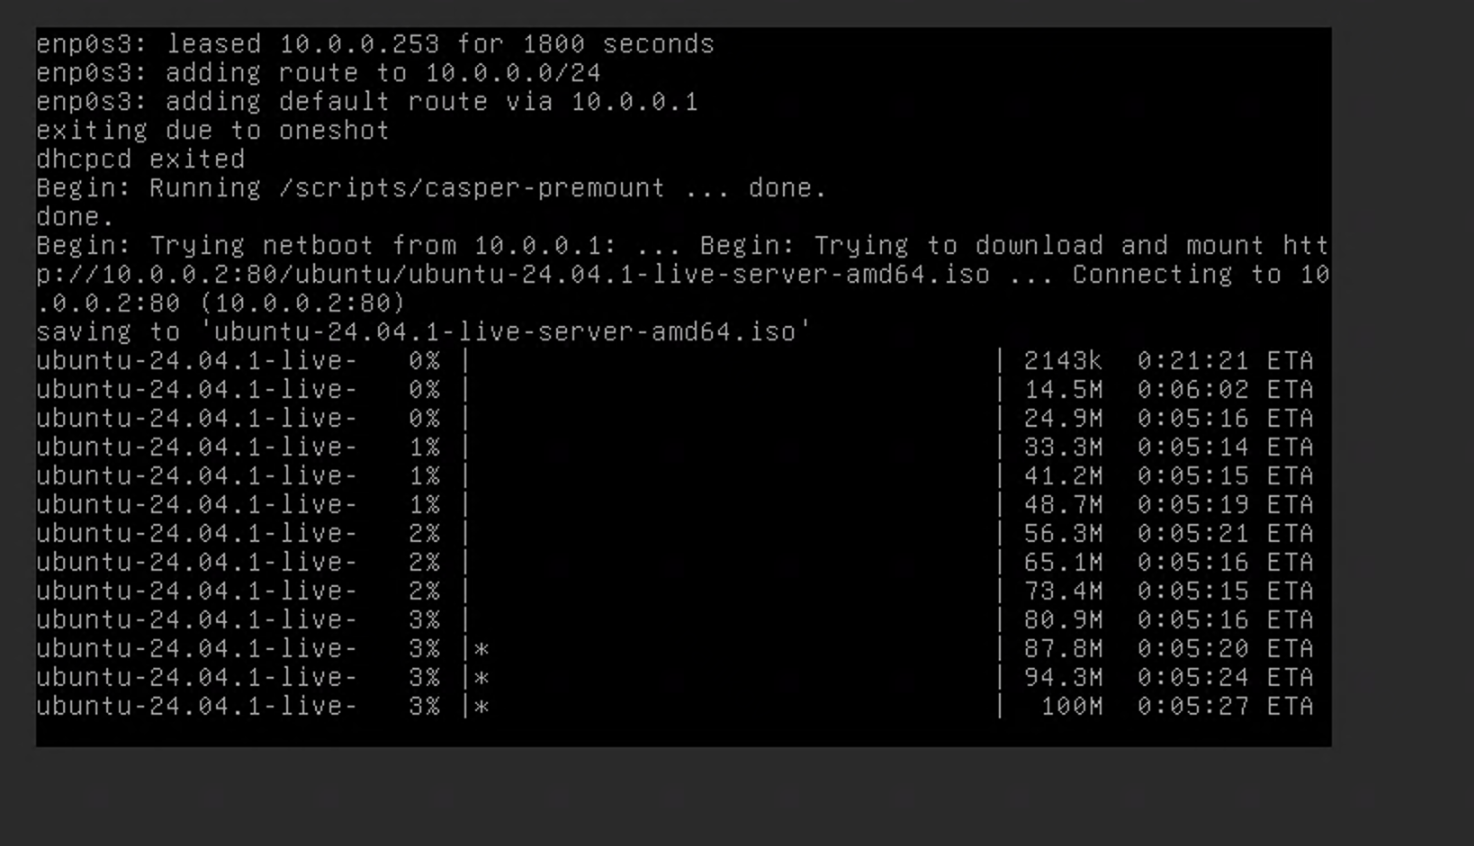 enp0s3: leased 10.0.0.253 for 1800 seconds
enp0s3: adding route to 10.0.0.0/24
enp0s3: adding default route via 10.0.0.1
exiting due to oneshot
dhcpcd exited
Begin: Running /scripts/casper-premount ... done.
done.
Begin: Trying netboot from 10.0.0.1: ... Begin: Trying to download and mount htt
p://10.0.0.2:80/ubuntu/ubuntu-24.04.1-live-server-amd64.iso ... Connecting to 10
.0.0.2:80 (10.0.0.2:80)
saving to 'ubuntu-24.04.1-live-server-amd64.iso'
ubuntu-24.04.1-live-   0% |                             | 2143k  0:21:21 ETA
ubuntu-24.04.1-live-   0% |                             | 14.5M  0:06:02 ETA
ubuntu-24.04.1-live-   0% |                             | 24.9M  0:05:16 ETA
ubuntu-24.04.1-live-   1% |                             | 33.3M  0:05:14 ETA
ubuntu-24.04.1-live-   1% |                             | 41.2M  0:05:15 ETA
ubuntu-24.04.1-live-   1% |                             | 48.7M  0:05:19 ETA
ubuntu-24.04.1-live-   2% |                             | 56.3M  0:05:21 ETA
ubuntu-24.04.1-live-   2% |                             | 65.1M  0:05:16 ETA
ubuntu-24.04.1-live-   2% |                             | 73.4M  0:05:15 ETA
ubuntu-24.04.1-live-   3% |                             | 80.9M  0:05:16 ETA
ubuntu-24.04.1-live-   3% |*                            | 87.8M  0:05:20 ETA
ubuntu-24.04.1-live-   3% |*                            | 94.3M  0:05:24 ETA
ubuntu-24.04.1-live-   3% |*                            |  100M  0:05:27 ETA